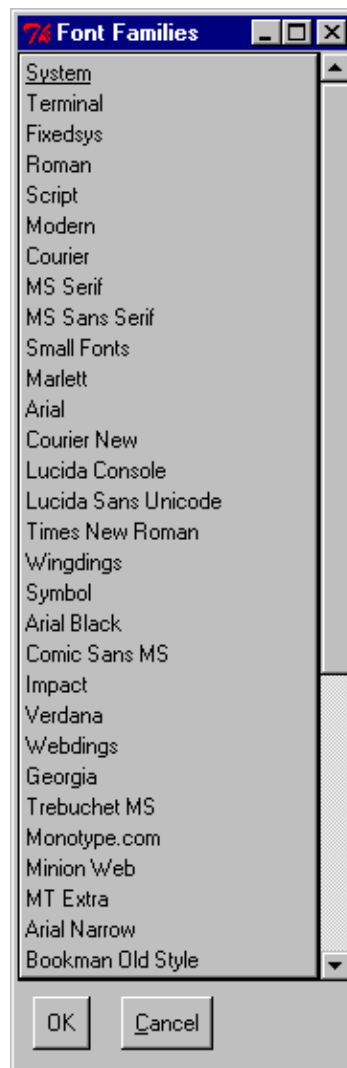 Font Families
System
Terminal
Fixedsys
Roman
Script
Modern
Courier
MS Serif
MS Sans Serif
Small Fonts
Marlett
Arial
Courier New
Lucida Console
Lucida Sans Unicode
Times New Roman
Wingdings
Symbol
Arial Black
Comic Sans MS
Impact
Verdana
Webdings
Georgia
Trebuchet MS
Monotype.com
Minion Web
MT Extra
Arial Narrow
Bookman Old Style
OK Cancel